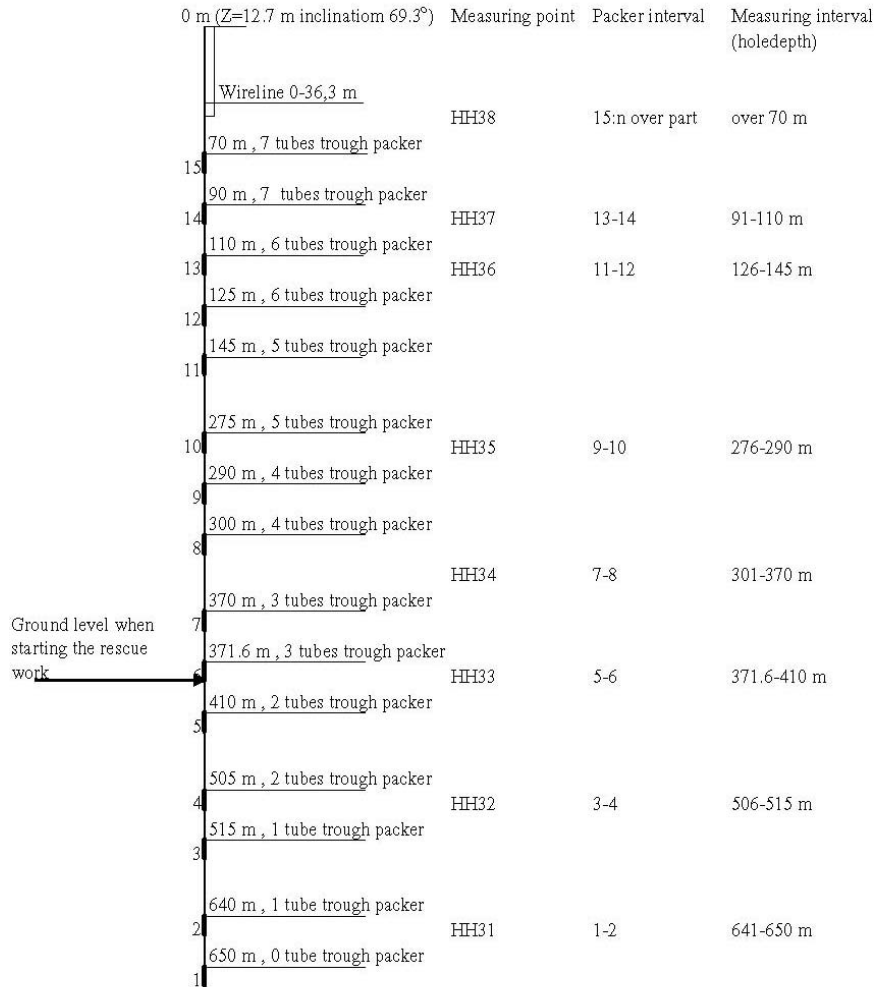 0 m (Z=12.7 m inclinatiom 69.3°) Measuring point Packer interval Measuring interval
(holedepth)
Wireline 0-36,3 m
HH38 15:n over part over 70 m
70 m , 7 tubes trough packer
15
90 m , 7 tubes trough packer
14 HH37 13-14 91-110 m
110 m , 6 tubes trough packer
13 HH36 11-12 126-145 m
125 m , 6 tubes trough packer
12
145 m , 5 tubes trough packer
11
275 m , 5 tubes trough packer
10 HH35 9-10 276-290 m
290 m , 4 tubes trough packer
9
300 m , 4 tubes trough packer
8
HH34 7-8 301-370 m
370 m , 3 tubes trough packer
7
Ground level when
starting the rescue
work
371.6 m , 3 tubes trough packer
6 HH33 5-6 371.6-410 m
410 m , 2 tubes trough packer
5
505 m , 2 tubes trough packer
4 HH32 3-4 506-515 m
515 m , 1 tube trough packer
3
640 m , 1 tube trough packer
2 HH31 1-2 641-650 m
650 m , 0 tube trough packer
1